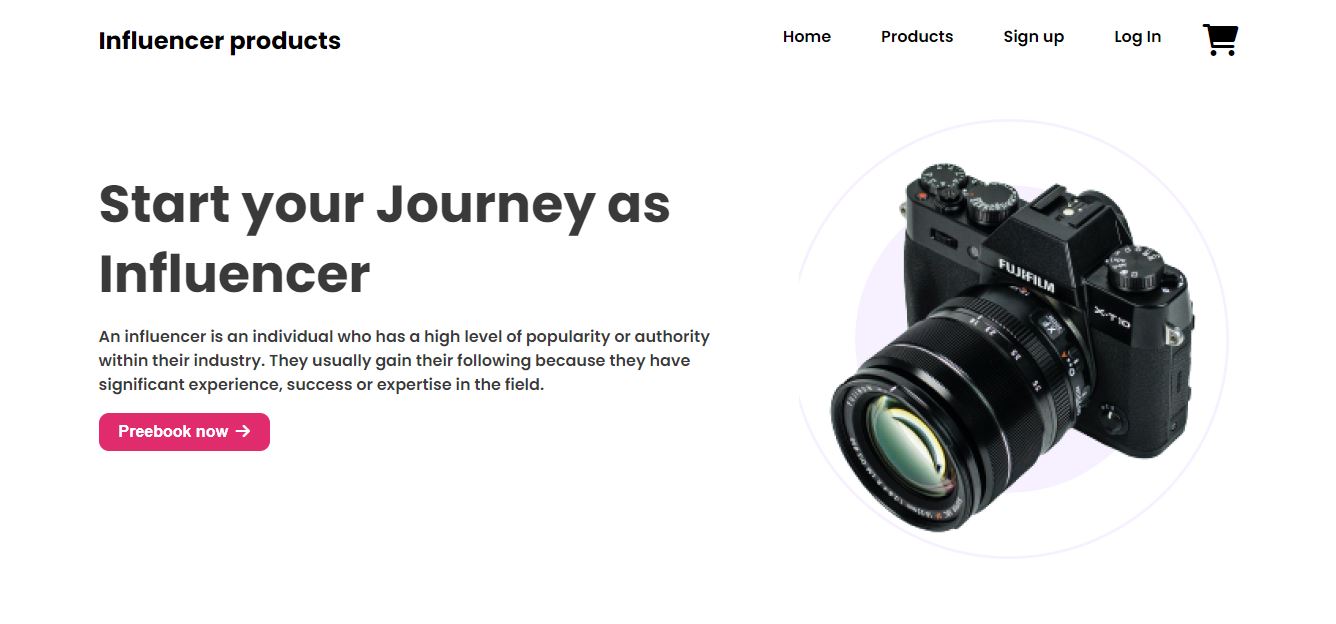 Influencer products
Home Products Sign up Log In
Start your Journey as
Influencer
An influencer is an individual who has a high level of popularity or authority
within their industry. They usually gain their following because they have
significant experience, success or expertise in the field.
Preebook now
FUJIFILM
X-T10
XF